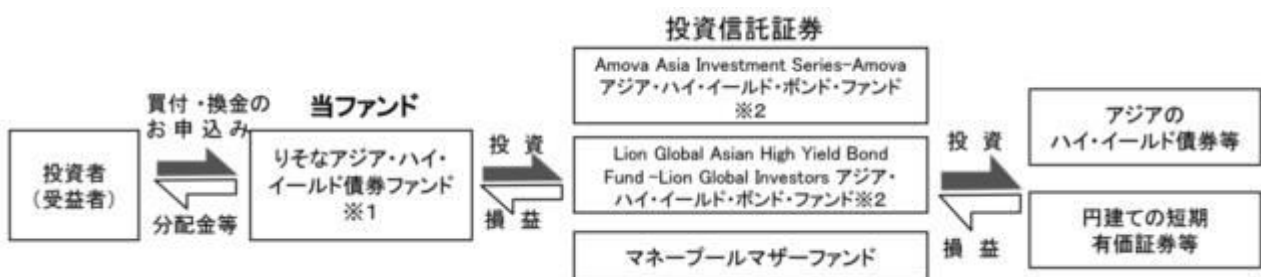 投資信託証券
Amova Asia Investment Series-Amova
アジア・ハイ・イールド・ボンド・ファンド
※2
買付・換金の
お申込み
当ファンド
投資者
(受益者)
分配金等
りそなアジア・ハイ・
イールド債券ファンド
※1
投 資
損 益
Lion Global Asian High Yield Bond
Fund -Lion Global Investors アジア・
ハイ・イールド・ボンド・ファンド※2
マネープールマザーファンド
投 資
損 益
アジアの
ハイ・イールド債券等
円建ての短期
有価証券等